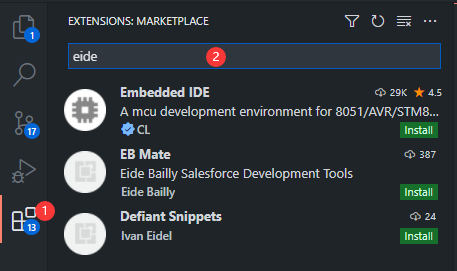 EXTENSIONS: MARKETPLACE
1
eide
2
Embedded IDE
29K
4.5
A mcu development environment for 8051/AVR/STM8...
CL
Install
17
EB Mate
387
Eide Bailly Salesforce Development Tools
Eide Bailly
Install
1
13
Defiant Snippets
24
Ivan Eidel
Install